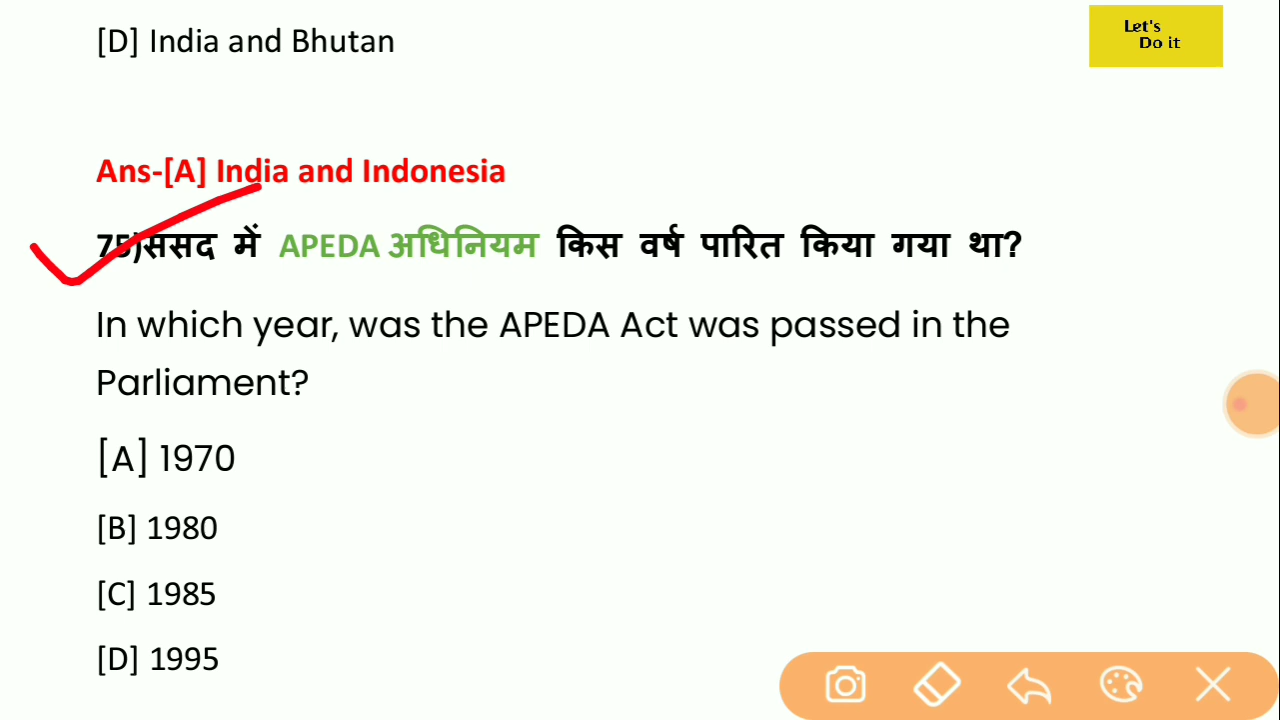 [D] India and Bhutan
Let's
Do it
Ans-[A] India and Indonesia
75)संसद में APEDA अधिनियम किस वर्ष पारित किया गया था?
In which year, was the APEDA Act was passed in the
Parliament?
[A] 1970
[B] 1980
[C] 1985
[D] 1995